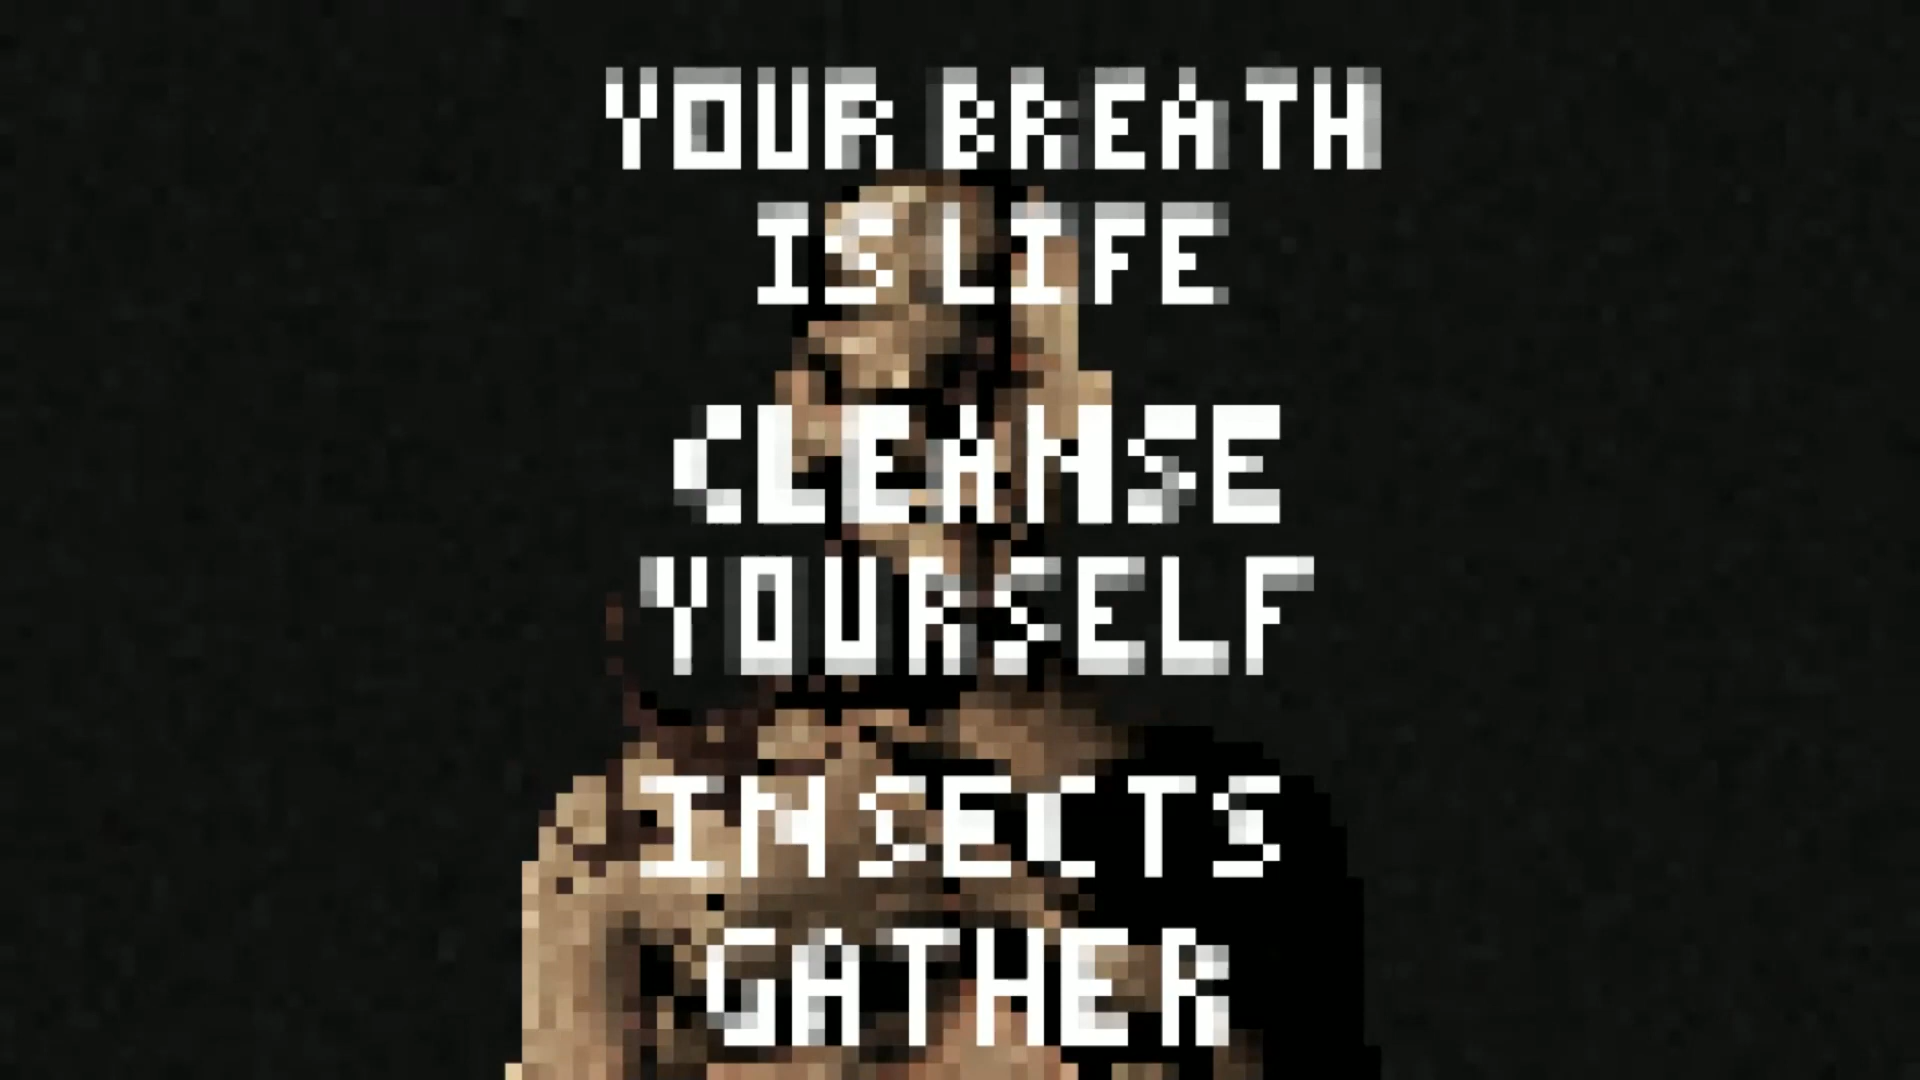 YOUR BREATH
IS LIFE
CLEANSE
YOURSELF
INSECTS
GATHER